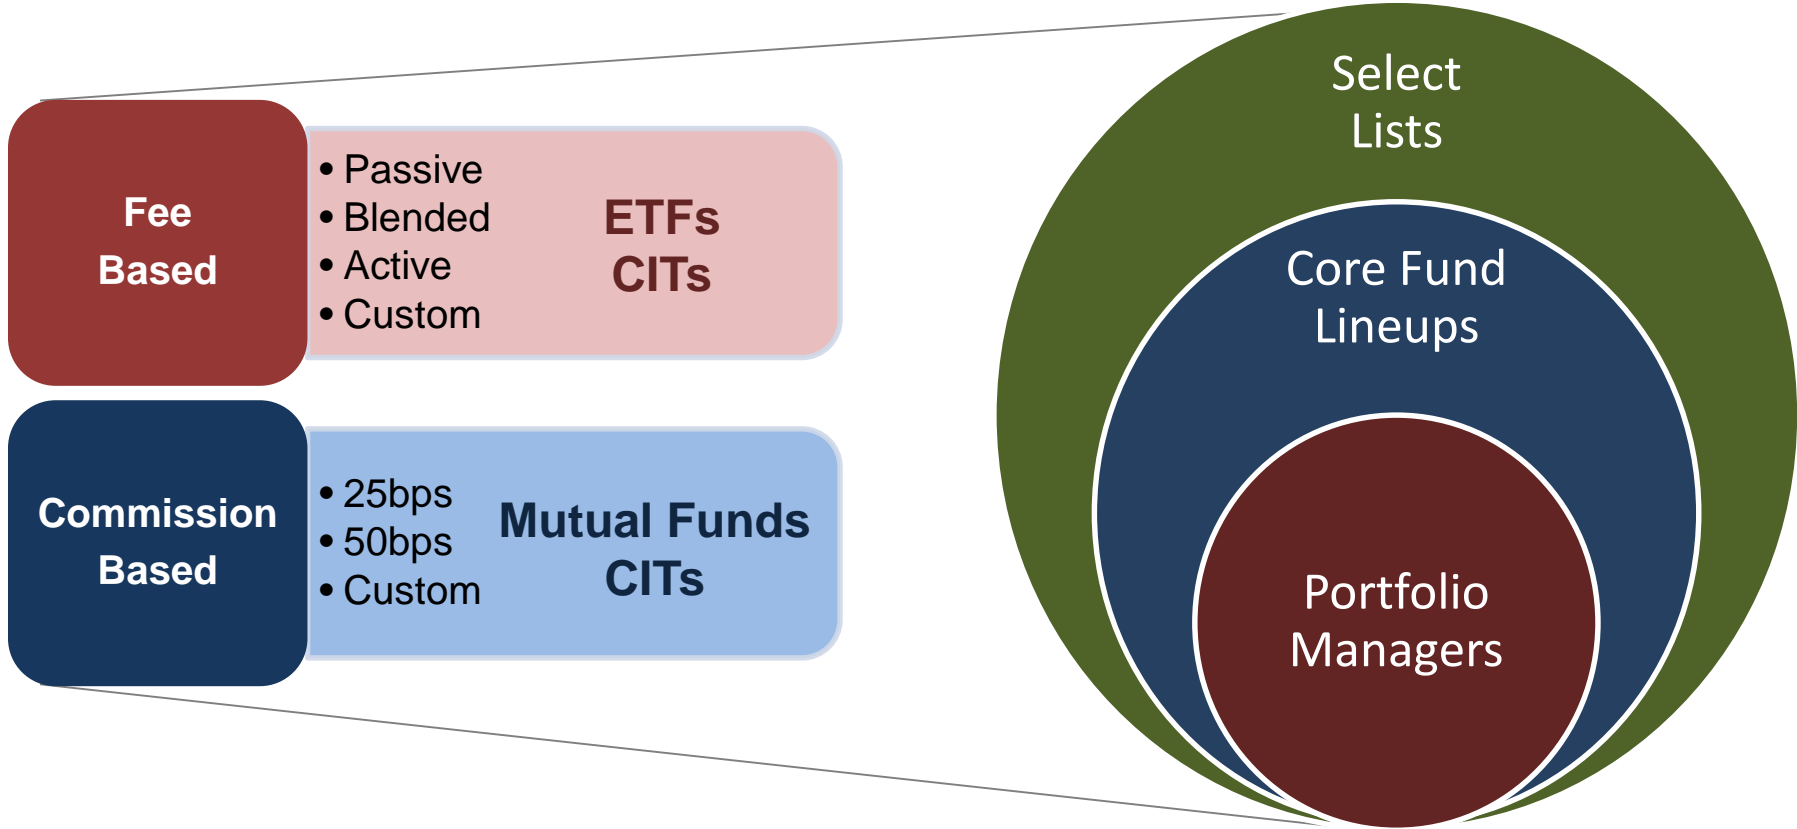 Fee
Based
• Passive
• Blended
• Active
• Custom
ETFs
CITs
Commission
Based
• 25bps
• 50bps
• Custom
Mutual Funds
CITs
Select
Lists
Core Fund
Lineups
Portfolio
Managers